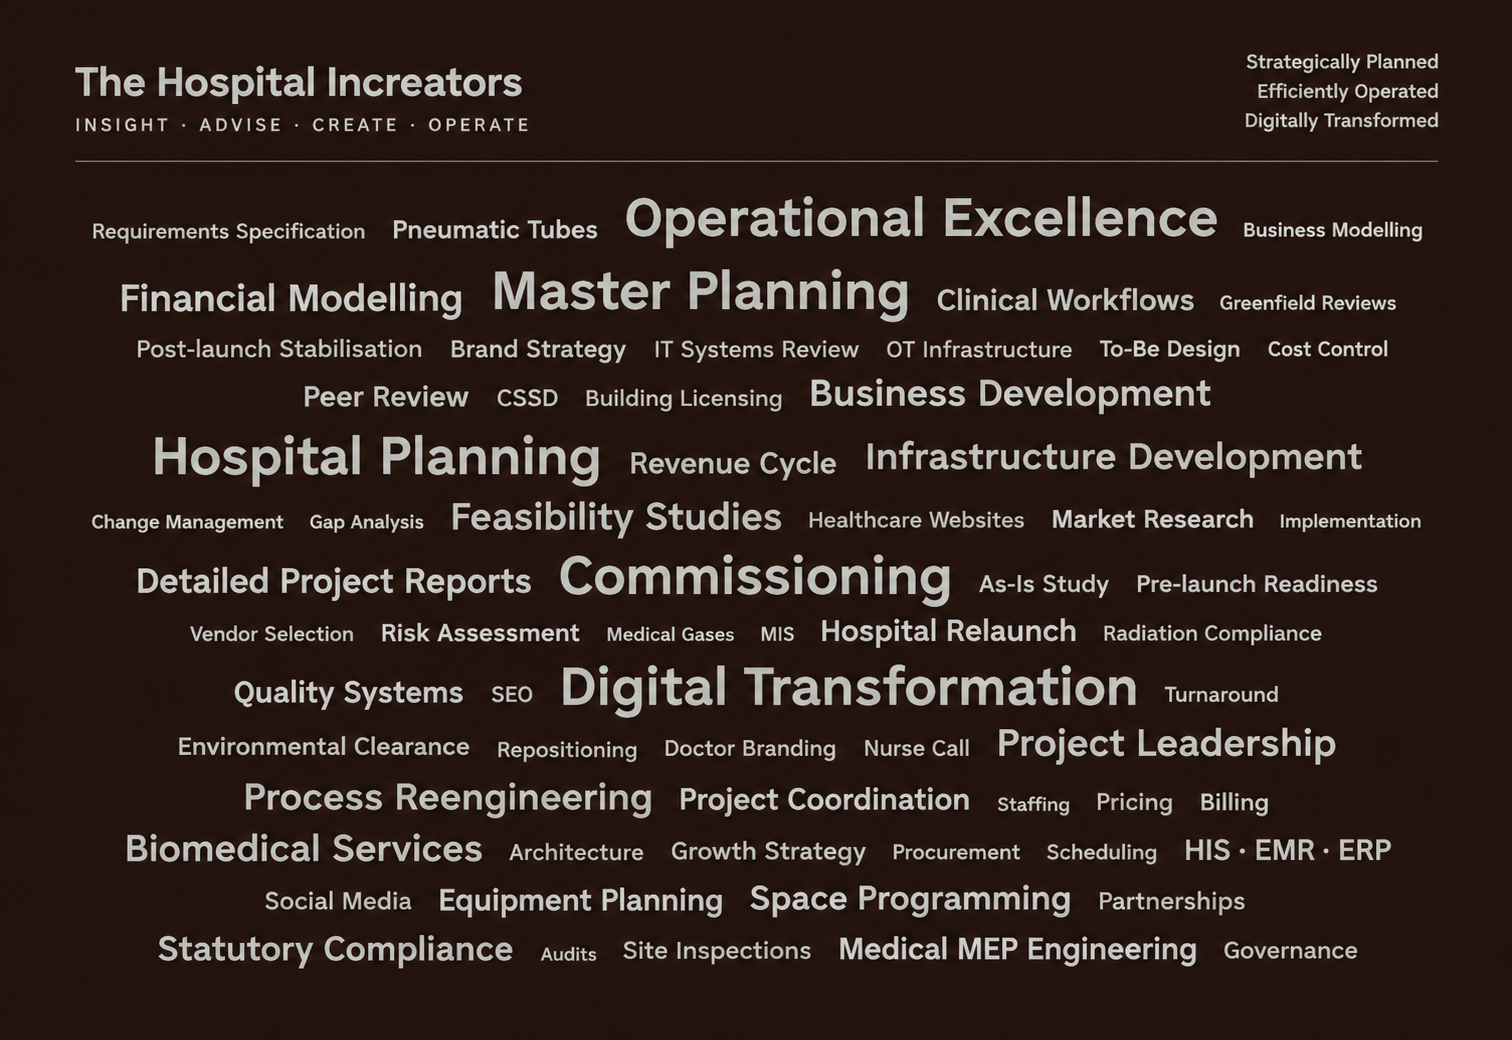 The Hospital Increators
INSIGHT · ADVISE · CREATE · OPERATE
Strategically Planned
Efficiently Operated
Digitally Transformed
Requirements Specification Pneumatic Tubes Operational Excellence Business Modelling
Financial Modelling Master Planning Clinical Workflows Greenfield Reviews
Post-launch Stabilisation Brand Strategy IT Systems Review OT Infrastructure To-Be Design Cost Control
Peer Review CSSD Building Licensing Business Development
Hospital Planning Revenue Cycle Infrastructure Development
Change Management Gap Analysis Feasibility Studies Healthcare Websites Market Research Implementation
Detailed Project Reports Commissioning As-Is Study Pre-launch Readiness
Vendor Selection Risk Assessment Medical Gases MIS Hospital Relaunch Radiation Compliance
Quality Systems SEO Digital Transformation Turnaround
Environmental Clearance Repositioning Doctor Branding Nurse Call Project Leadership
Process Reengineering Project Coordination Staffing Pricing Billing
Biomedical Services Architecture Growth Strategy Procurement Scheduling HIS · EMR · ERP
Social Media Equipment Planning Space Programming Partnerships
Statutory Compliance Audits Site Inspections Medical MEP Engineering Governance